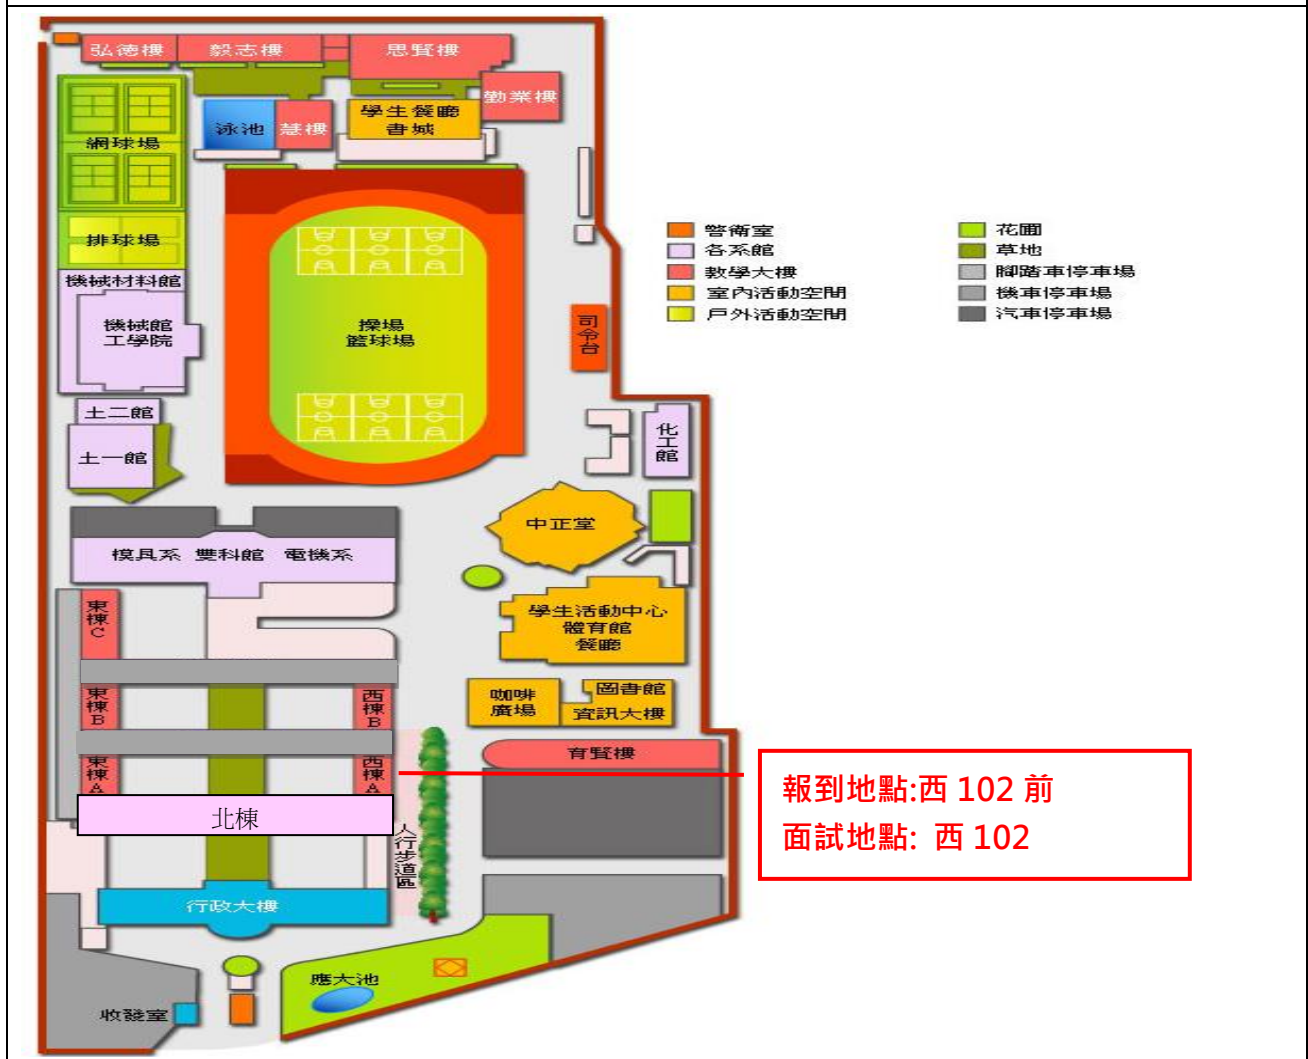 弘德樓
毅志樓
思賢樓
勤業樓
泳池
慧樓
學生餐廳
書城
網球場
排球場
機械材料館
機械館
工學院
操場
籃球場
司令台
警衛室
各系館
教學大樓
室內活動空間
戶外活動空間
花圃
草地
腳踏車停車場
機車停車場
汽車停車場
土二館
土一館
化工館
中正堂
模具系 雙科館 電機系
東棟C
學生活動中心
體育館
餐廳
東棟B
西棟B
咖啡
廣場
圖書館
資訊大樓
東棟A
西棟A
育賢樓
報到地點:西 102 前
面試地點: 西 102
北棟
人行步道區
行政大樓
應大池
收發室